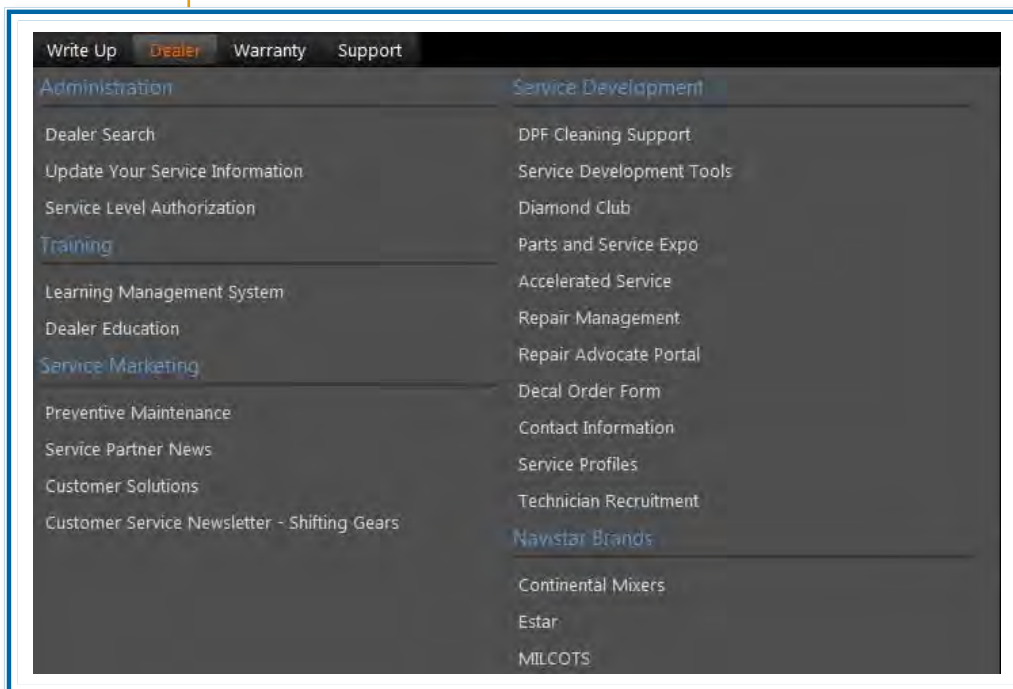 Write Up Dealer Warranty Support
Administration
Dealer Search
Update Your Service Information
Service Level Authorization
Training
Learning Management System
Dealer Education
Service Marketing
Preventive Maintenance
Service Partner News
Customer Solutions
Customer Service Newsletter - Shifting Gears
Service Development
DPF Cleaning Support
Service Development Tools
Diamond Club
Parts and Service Expo
Accelerated Service
Repair Management
Repair Advocate Portal
Decal Order Form
Contact Information
Service Profiles
Technician Recruitment
Navistar Brands
Continental Mixers
Estar
MILCOTS